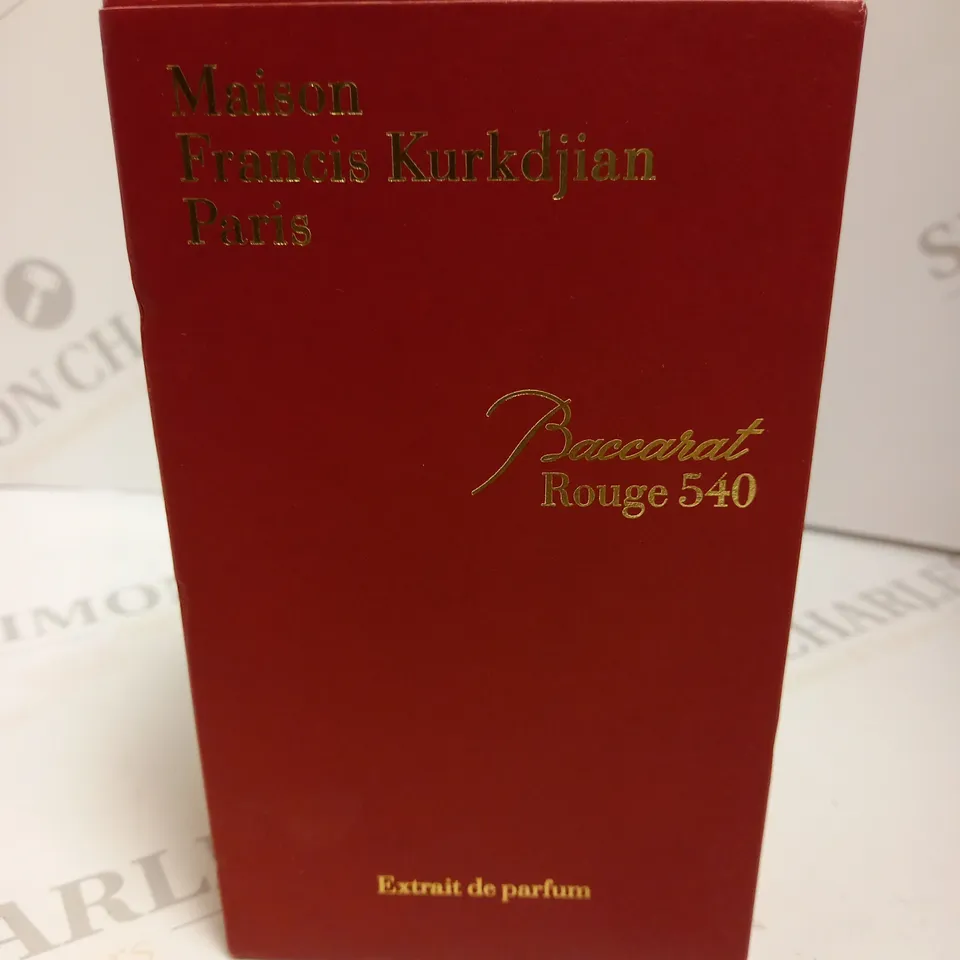 Maison
Francis Kurkdjian
Paris
Baccarat
Rouge 540
Extrait de parfum